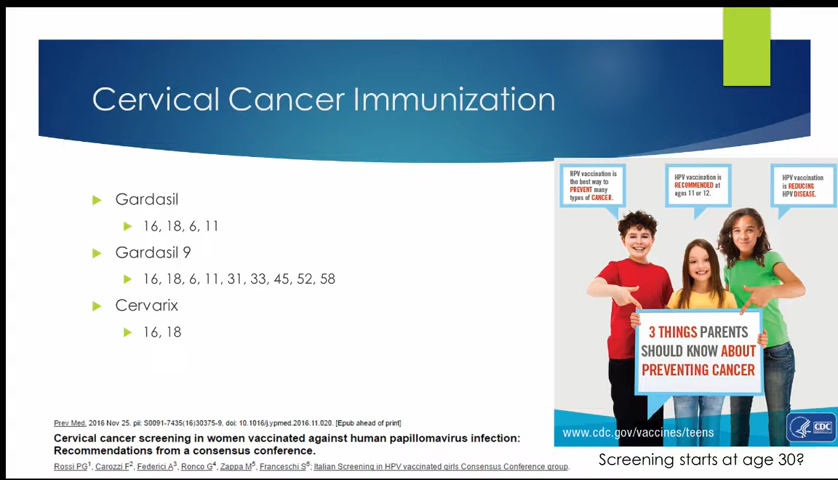 Cervical Cancer Immunization
Gardasil
16, 18, 6, 11
Gardasil 9
16, 18, 6, 11, 31, 33, 45, 52, 58
Cervarix
16, 18
HPV vaccination is
the best way to
PREVENT many
types of CANCER.
HPV vaccination is
RECOMMENDED at
ages 11 or 12.
HPV vaccination
is REDUCING
HPV DISEASE.
3 THINGS PARENTS
SHOULD KNOW ABOUT
PREVENTING CANCER
www.cdc.gov/vaccines/teens
CDC
Screening starts at age 30?
Prev Med. 2016 Nov 25. pii: S0091-7435(16)30375-9. doi: 10.1016/j.ypmed.2016.11.020. [Epub ahead of print]
Cervical cancer screening in women vaccinated against human papillomavirus infection:
Recommendations from a consensus conference.
Rossi PG1, Carozzi F2, Federici A3, Ronco G4, Zappa M5, Franceschi S6; Italian Screening in HPV vaccinated girls Consensus Conference group.